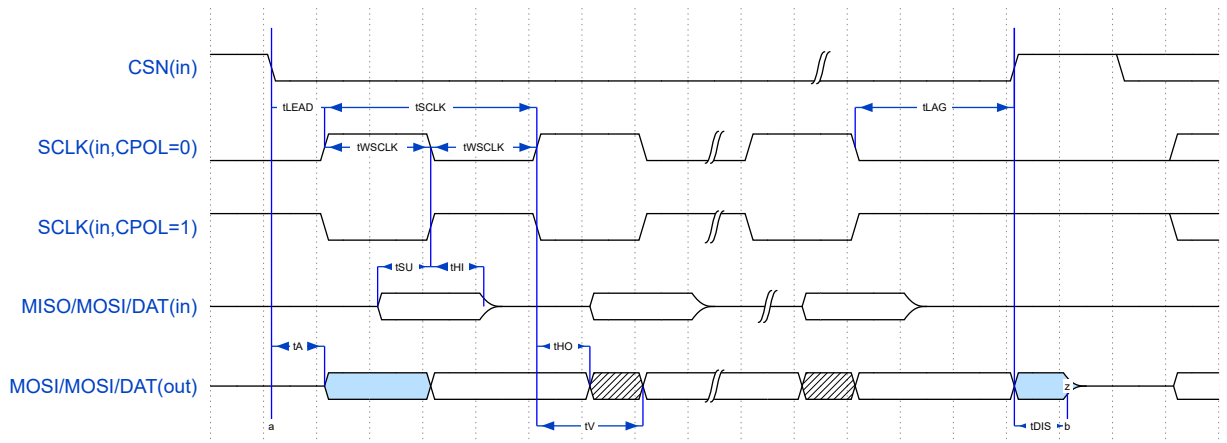 CSN(in)
tLEAD tSCLK tLAG
SCLK(in,CPOL=0) tWSCLK tWSCLK
SCLK(in,CPOL=1)
tSU tHI
MISO/MOSI/DAT(in)
tA tHO
MOSI/MOSI/DAT(out) z
a tV tDIS b